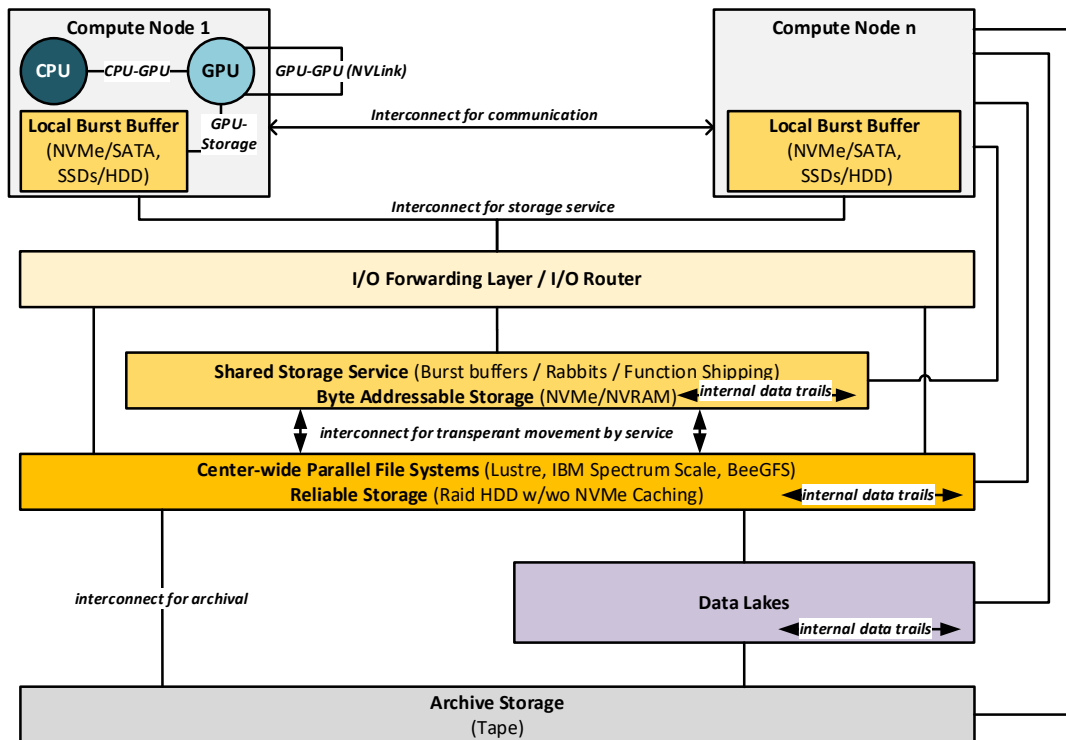 Compute Node 1
Compute Node n
CPU
CPU-GPU
GPU
GPU-GPU (NVLink)
GPU-
Storage
Interconnect for communication
Local Burst Buffer
(NVMe/SATA,
SSDs/HDD)
Local Burst Buffer
(NVMe/SATA,
SSDs/HDD)
Interconnect for storage service
I/O Forwarding Layer / I/O Router
Shared Storage Service (Burst buffers / Rabbits / Function Shipping)
Byte Addressable Storage (NVMe/NVRAM)
internal data trails
interconnect for transperant movement by service
Center-wide Parallel File Systems (Lustre, IBM Spectrum Scale, BeeGFS)
Reliable Storage (Raid HDD w/wo NVMe Caching)
internal data trails
interconnect for archival
Data Lakes
internal data trails
Archive Storage
(Tape)